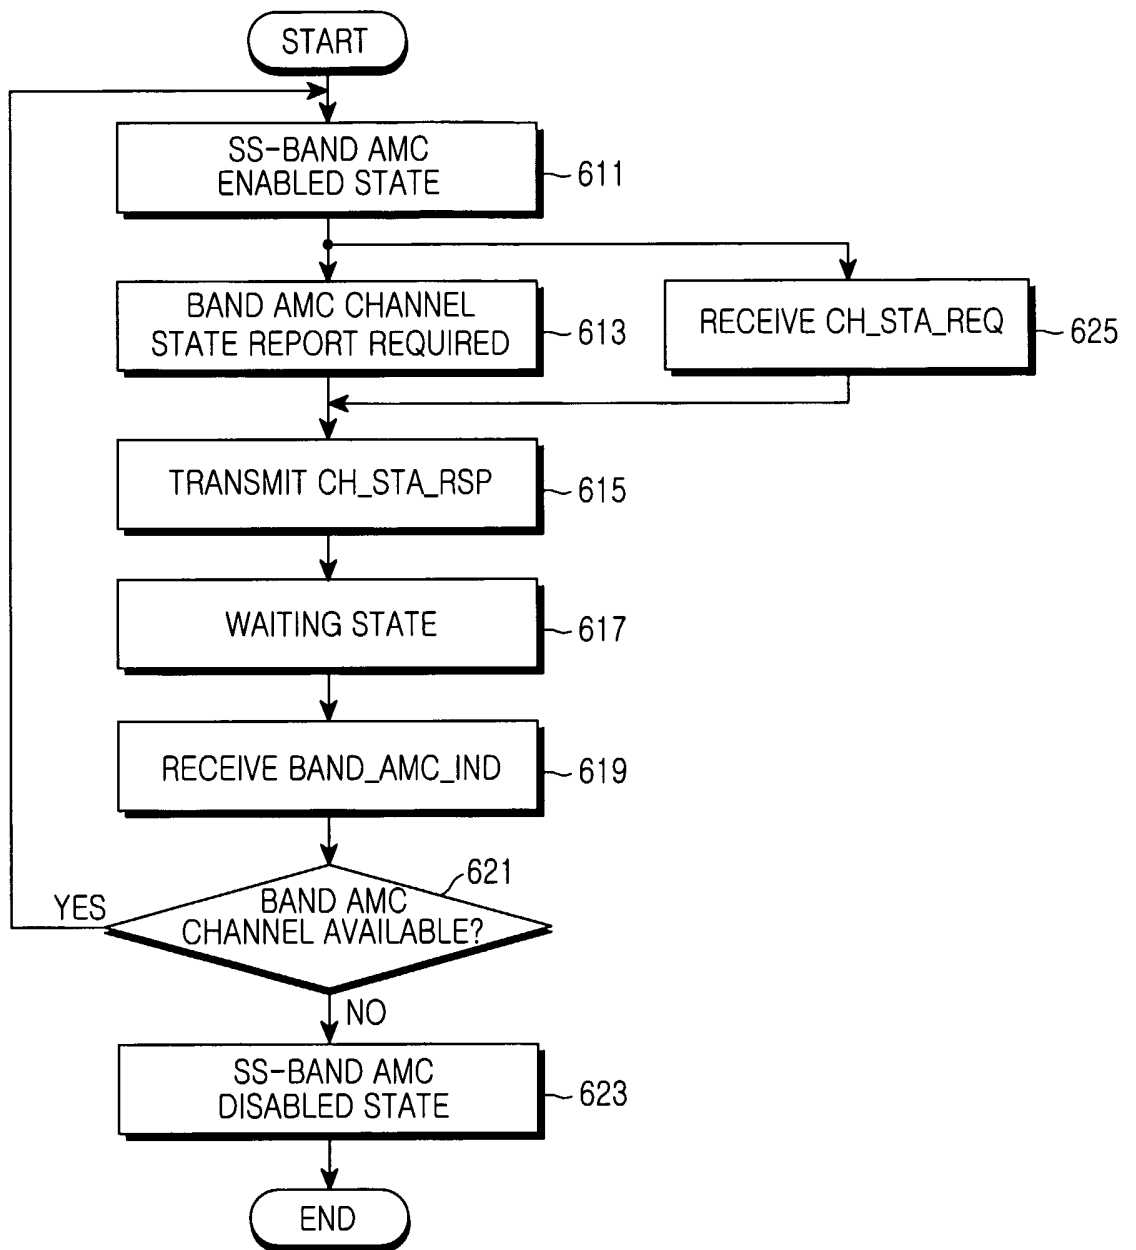 START
SS-BAND AMC
ENABLED STATE
611
BAND AMC CHANNEL
STATE REPORT REQUIRED
613
RECEIVE CH_STA_REQ
625
TRANSMIT CH_STA_RSP
615
WAITING STATE
617
RECEIVE BAND_AMC_IND
619
621
YES
BAND AMC
CHANNEL AVAILABLE?
NO
SS-BAND AMC
DISABLED STATE
623
END